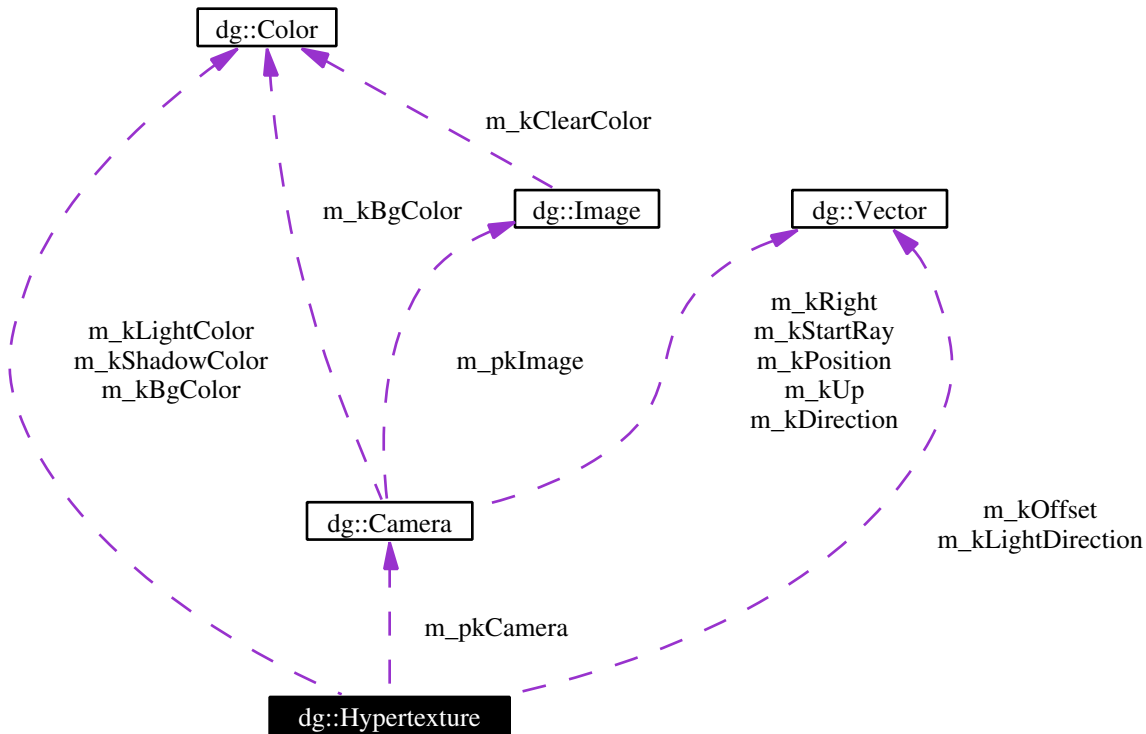 dg::Color
m_kClearColor
dg::Image
dg::Vector
m_kBgColor
m_kRight
m_kStartRay
m_kPosition
m_kUp
m_kDirection
m_kLightColor
m_kShadowColor
m_kBgColor
m_pkImage
dg::Camera
m_kOffset
m_kLightDirection
m_pkCamera
dg::Hypertexture